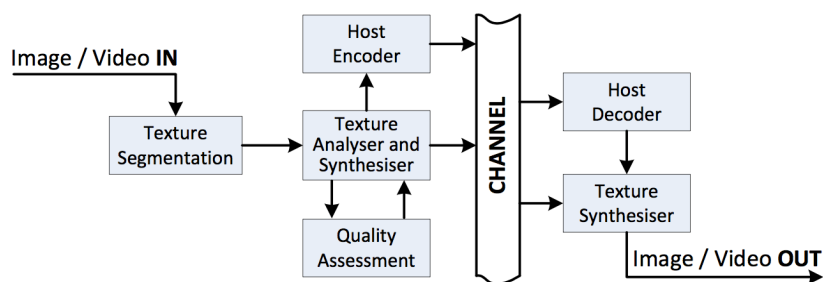 Image / Video IN
Texture
Segmentation
Host
Encoder
Texture
Analyser and
Synthesiser
Quality
Assessment
CHANNEL
Host
Decoder
Texture
Synthesiser
Image / Video OUT